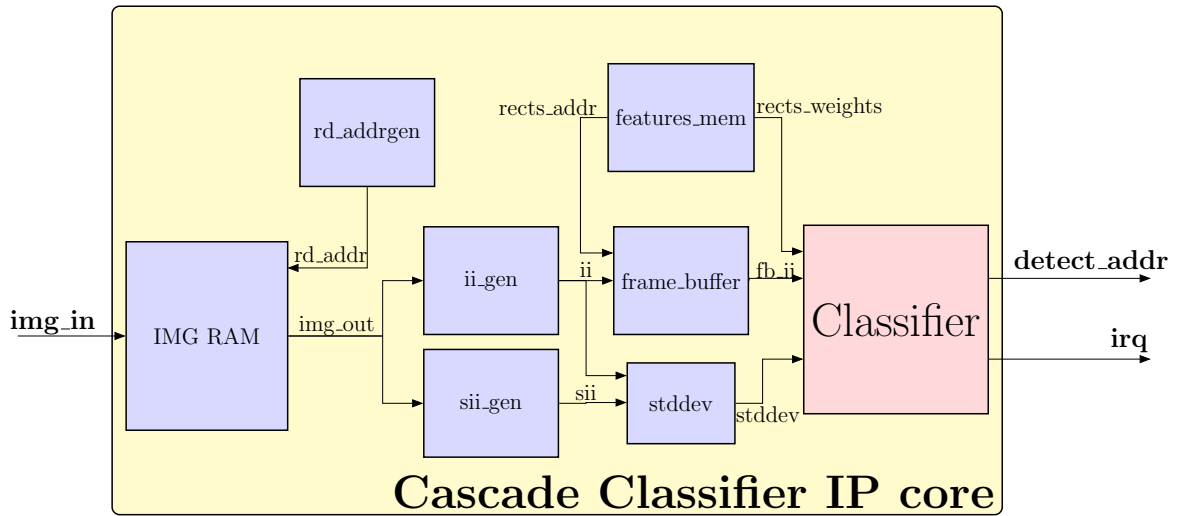 rects_addr
features_mem
rects_weights
rd_addrgen
rd_addr
ii_gen
ii
frame_buffer
fb_ii
detect_addr
img_in
IMG RAM
img_out
Classifier
irq
sii_gen
sii
stddev
stddev
Cascade Classifier IP core